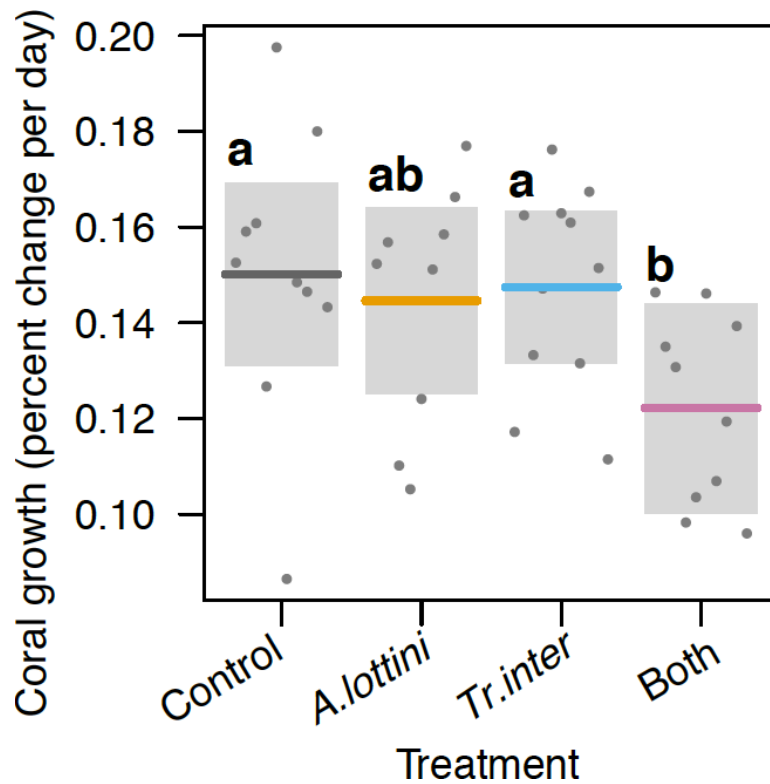 Coral growth (percent change per day)
0.20
0.18
0.16
0.14
0.12
0.10
a
ab
a
b
Control
A.lottini
Tr.inter
Both
Treatment